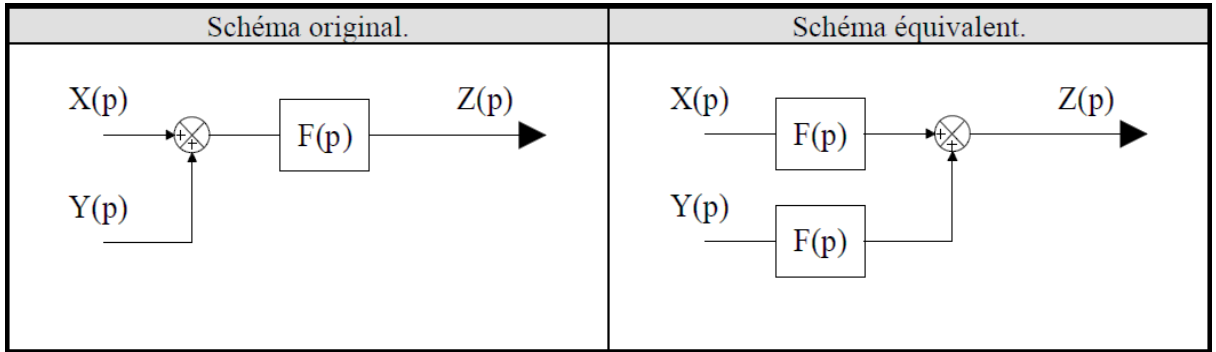 Schéma original.
Schéma équivalent.
X(p)
Z(p)
+
+
F(p)
Y(p)
X(p)
Z(p)
F(p)
+
+
Y(p)
F(p)